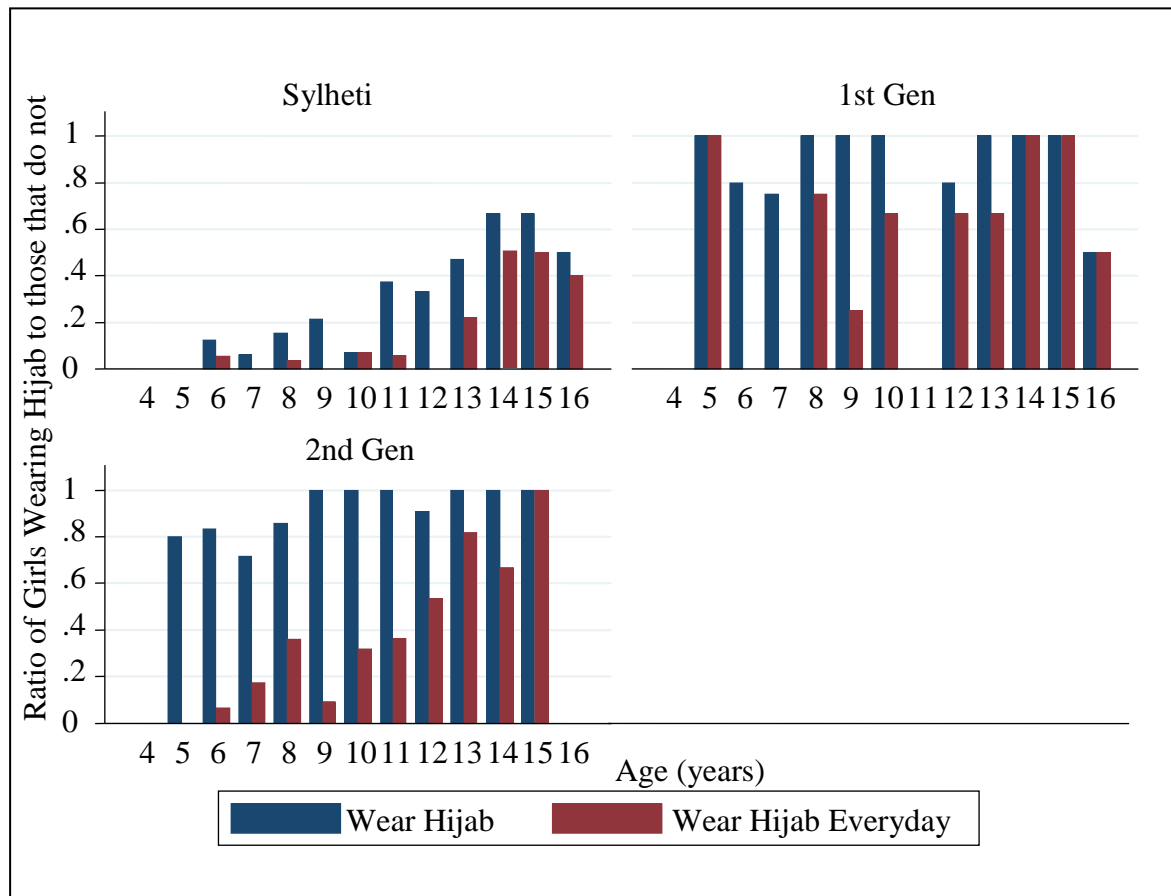 Ratio of Girls Wearing Hijab to those that do not
Sylheti
1
.8
.6
.4
.2
0
4 5 6 7 8 9 10 11 12 13 14 15 16
1st Gen
4 5 6 7 8 9 10 11 12 13 14 15 16
2nd Gen
1
.8
.6
.4
.2
0
4 5 6 7 8 9 10 11 12 13 14 15 16
Age (years)
Wear Hijab
Wear Hijab Everyday